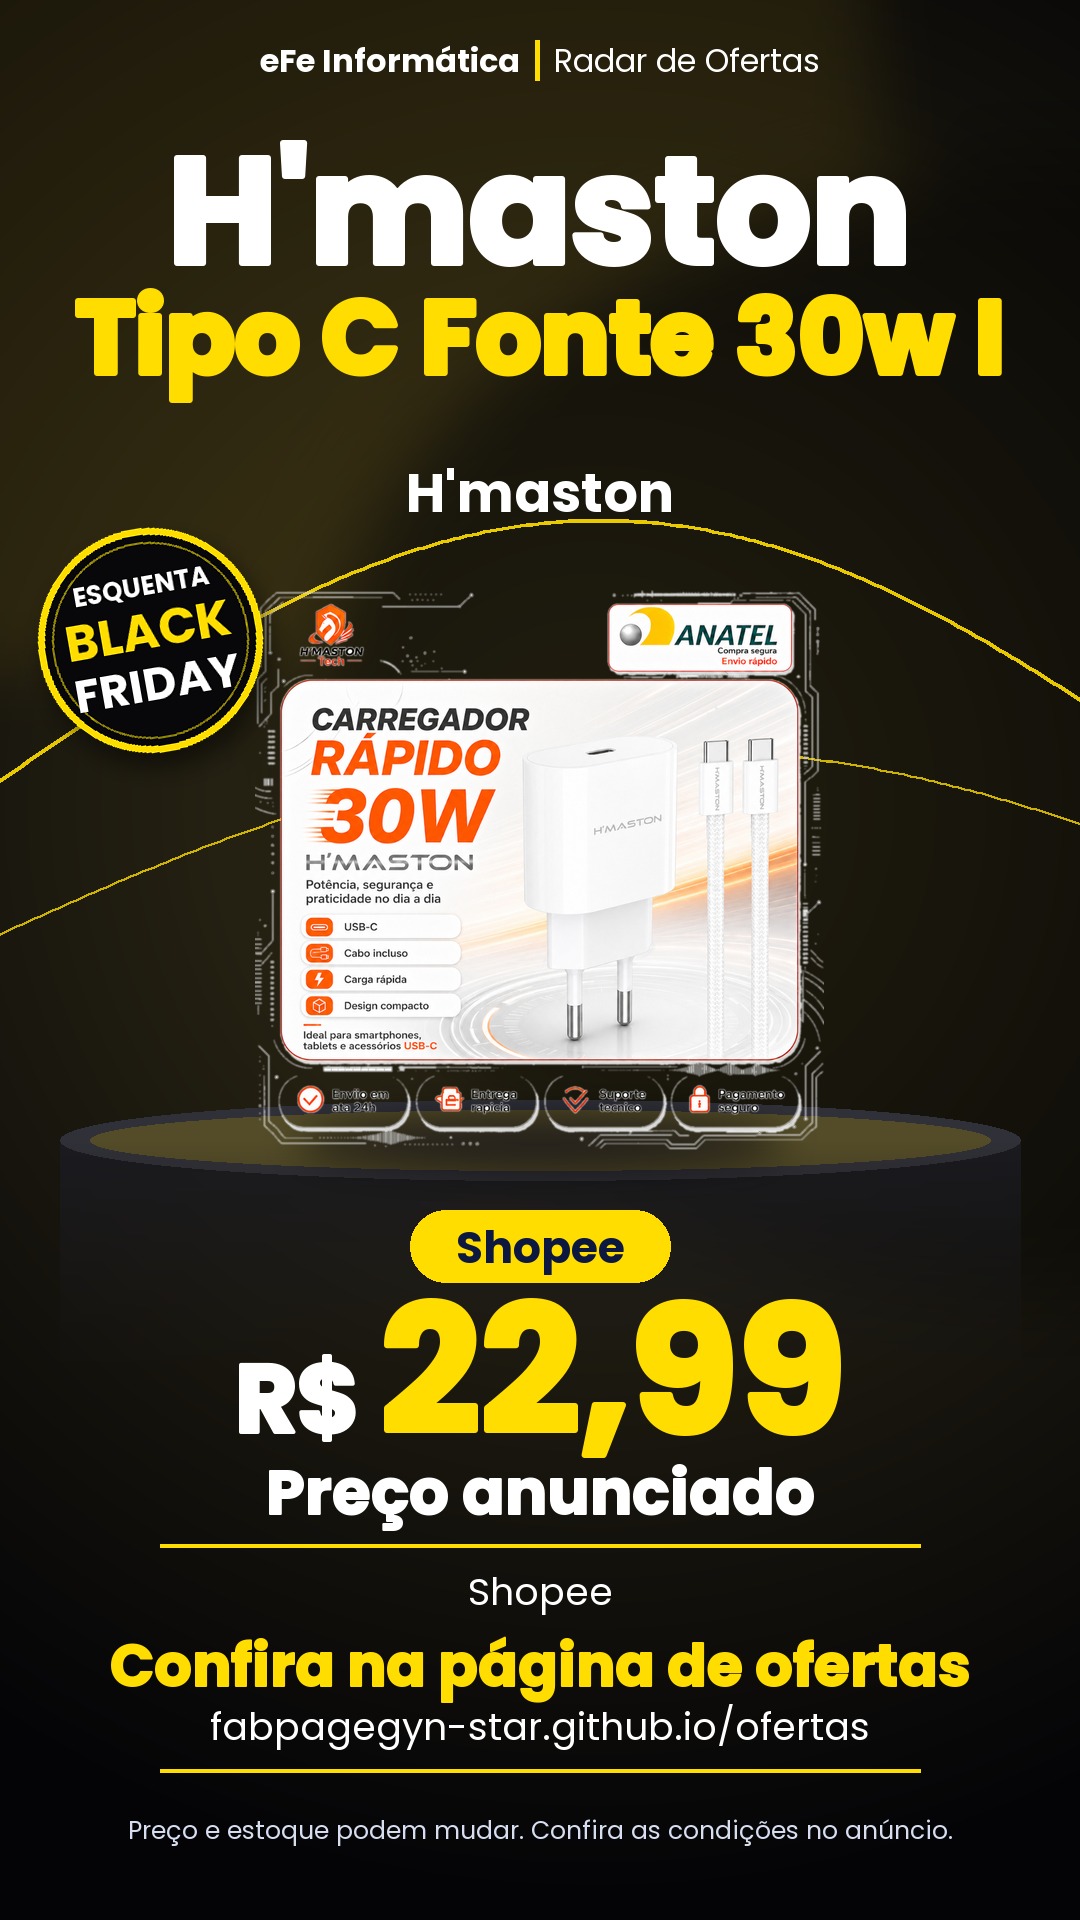 eFe Informática | Radar de Ofertas
H'maston
Tipo C Fonte 30w I
H'maston
ESQUENTA
BLACK
FRIDAY
H'MASTON
Tech
ANATEL
Compra segura
Envio rápido
CARREGADOR
RÁPIDO
30W
H'MASTON
Potência, segurança e
praticidade no dia a dia
USB-C
Cabo incluso
Carga rápida
Design compacto
Ideal para smartphones,
tablets e acessórios USB-C
H'MASTON
H'MASTON
H'MASTON
Envio em
até 24h
Entrega
rápida
Suporte
técnico
Pagamento
seguro
Shopee
R$ 22,99
Preço anunciado
Shopee
Confira na página de ofertas
fabpagegyn-star.github.io/ofertas
Preço e estoque podem mudar. Confira as condições no anúncio.